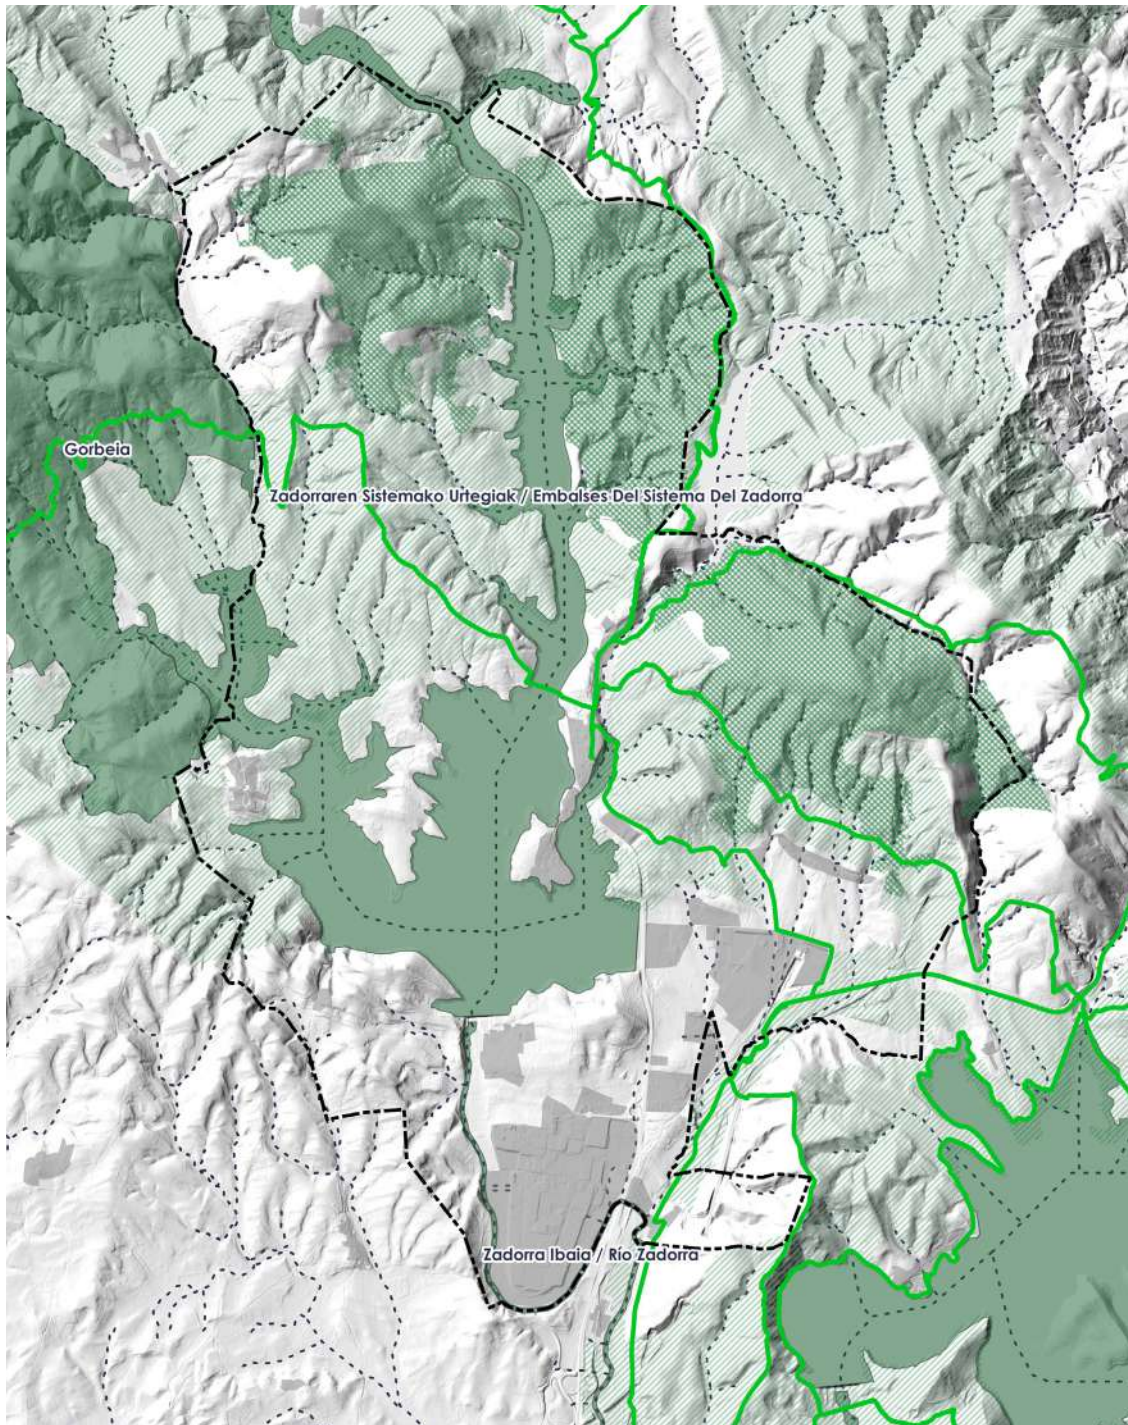 Gorbeia
Zadorraren Sistemako Urtegiak / Embalses Del Sistema Del Zadorra
Zadorra Ibaia / Río Zadorra